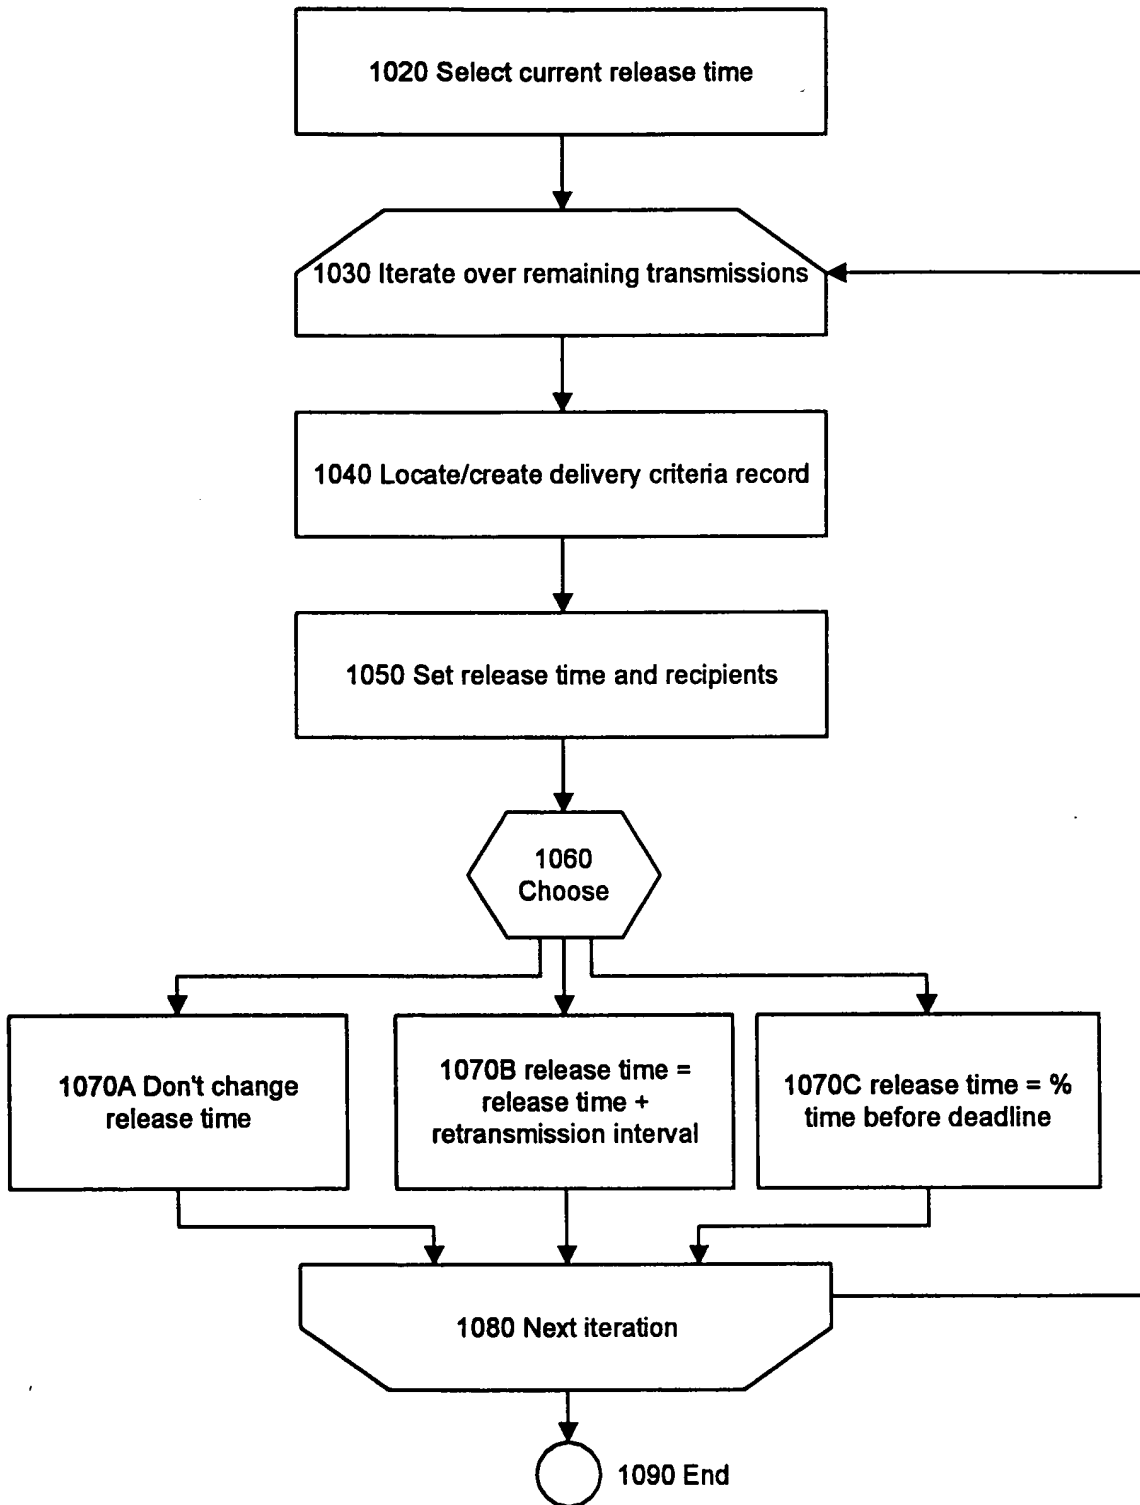 1020 Select current release time
1030 Iterate over remaining transmissions
1040 Locate/create delivery criteria record
1050 Set release time and recipients
1060
Choose
1070A Don't change
release time
1070B release time =
release time +
retransmission interval
1070C release time = %
time before deadline
1080 Next iteration
1090 End